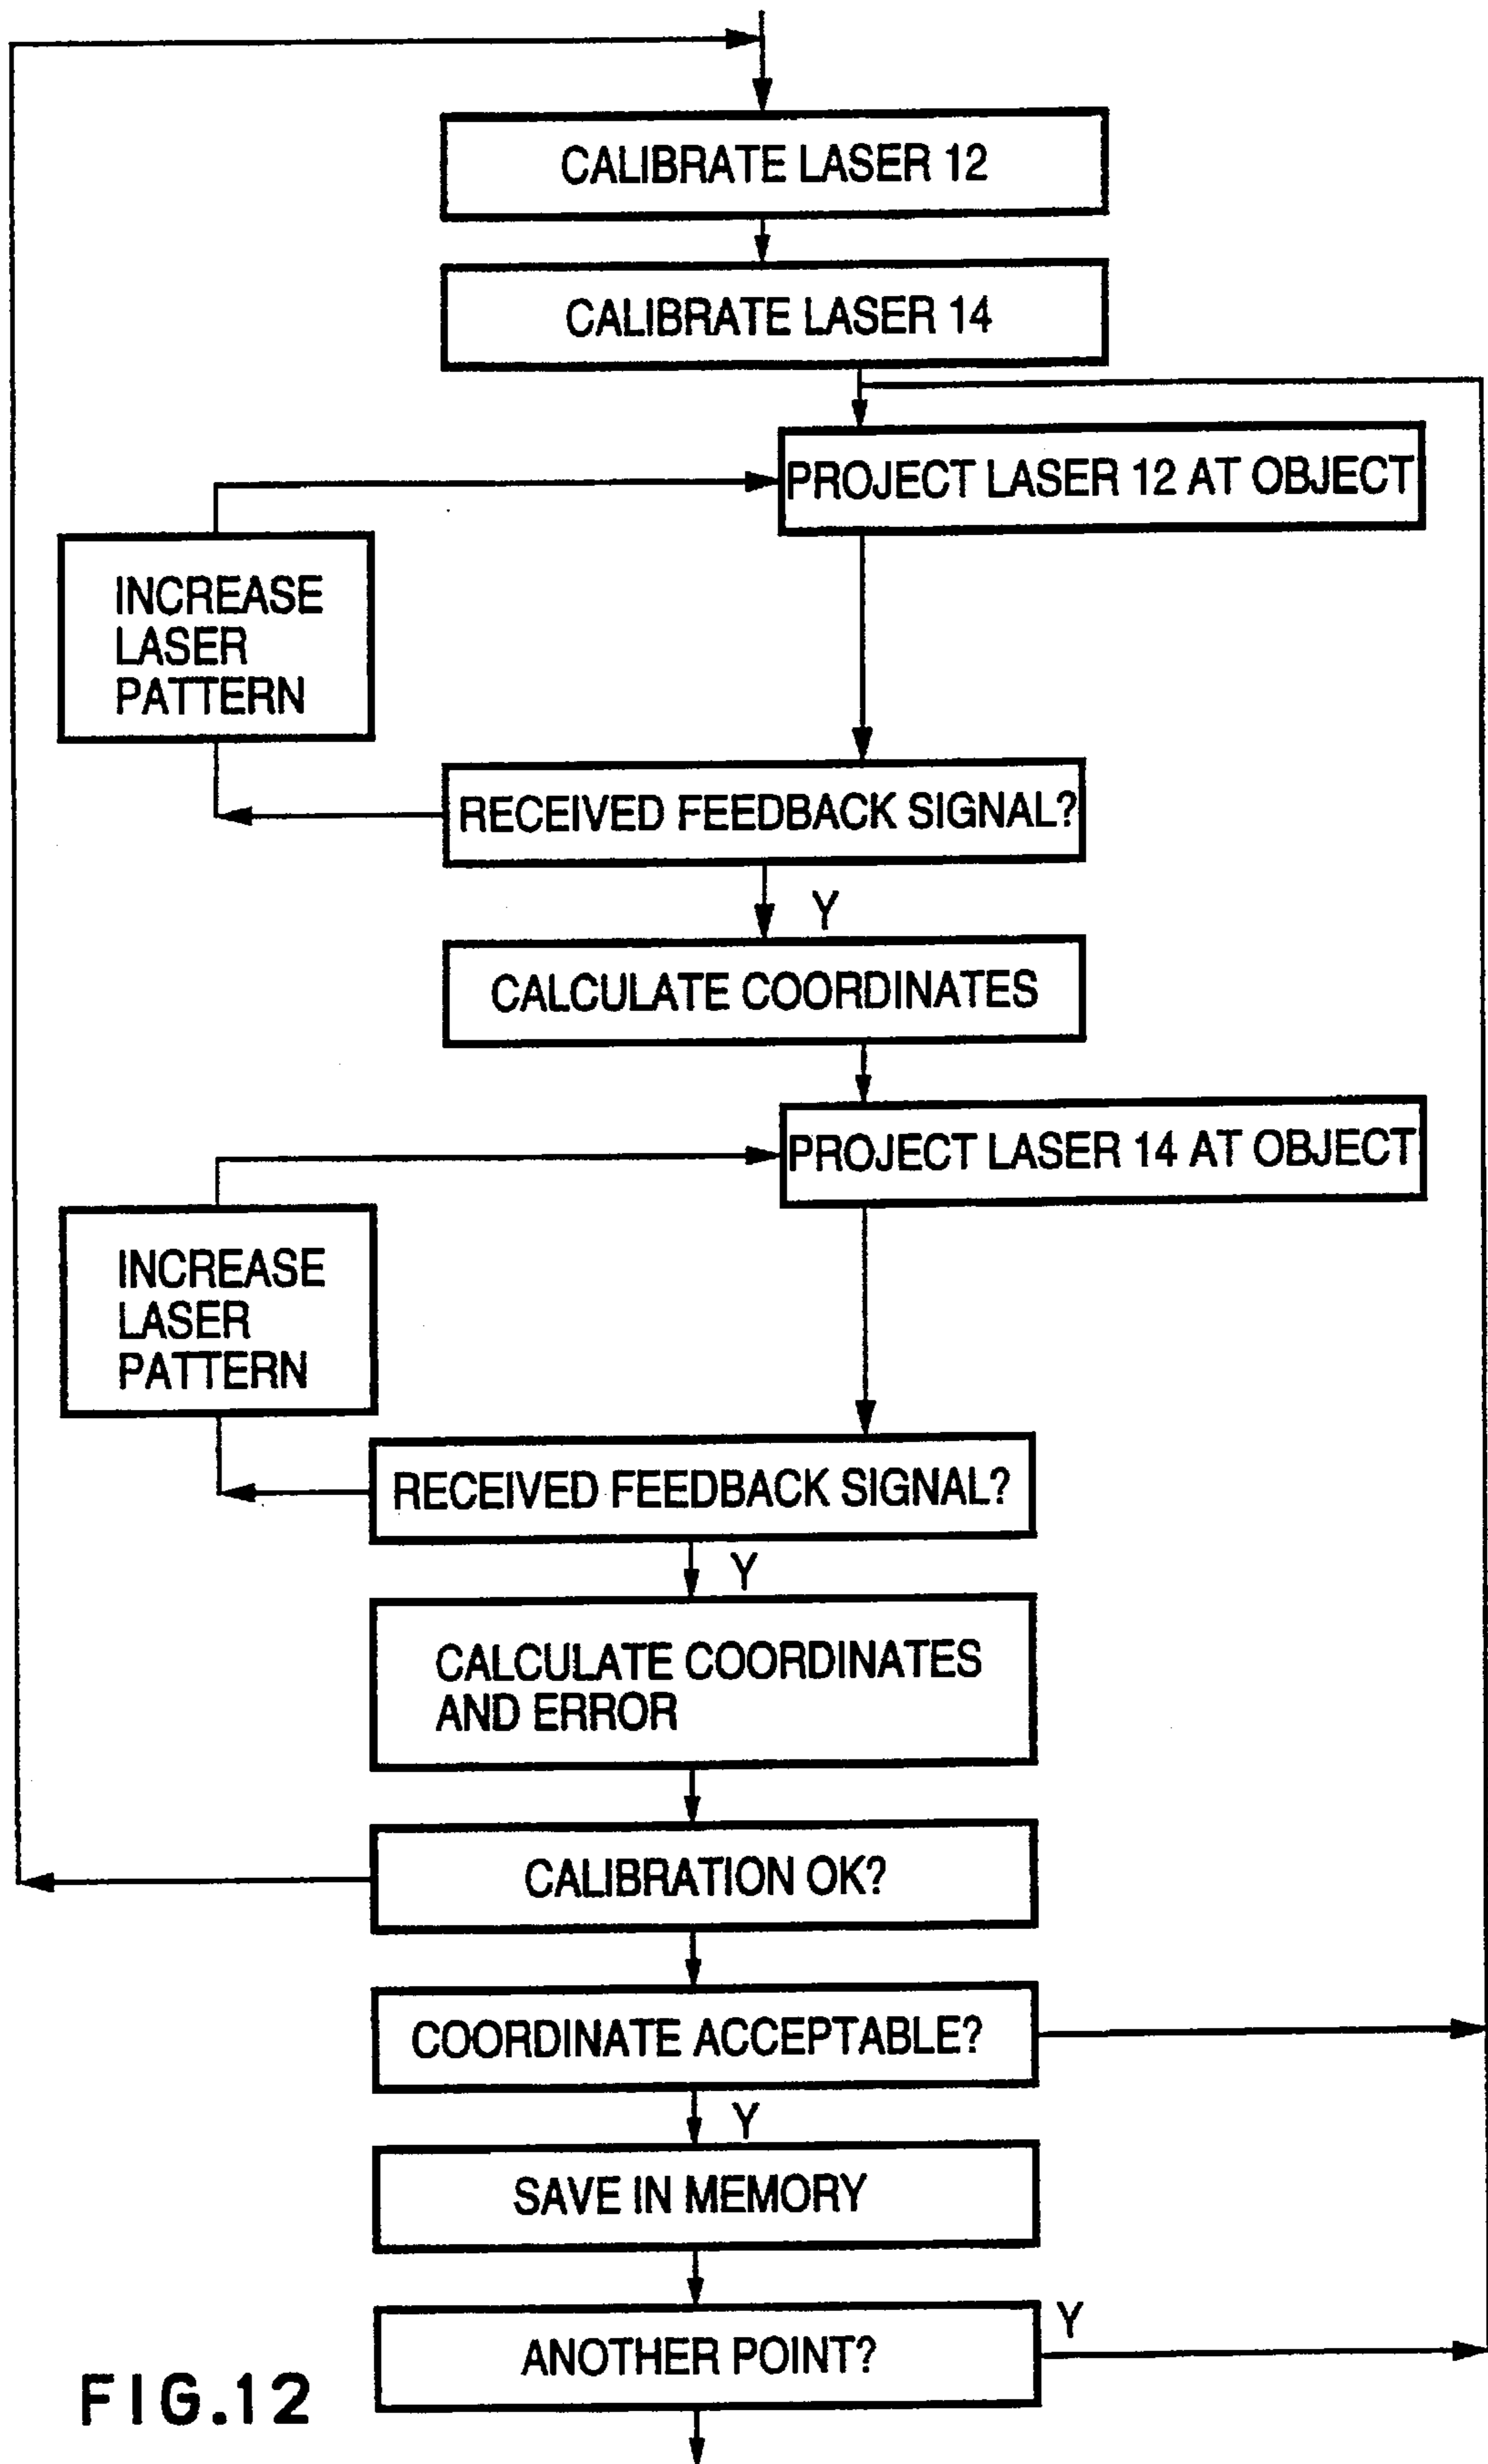 CALIBRATE LASER 12
CALIBRATE LASER 14
PROJECT LASER 12 AT OBJECT
INCREASE
LASER
PATTERN
RECEIVED FEEDBACK SIGNAL?
Y
CALCULATE COORDINATES
PROJECT LASER 14 AT OBJECT
INCREASE
LASER
PATTERN
RECEIVED FEEDBACK SIGNAL?
Y
CALCULATE COORDINATES
AND ERROR
CALIBRATION OK?
COORDINATE ACCEPTABLE?
Y
SAVE IN MEMORY
ANOTHER POINT?
Y
FIG.12